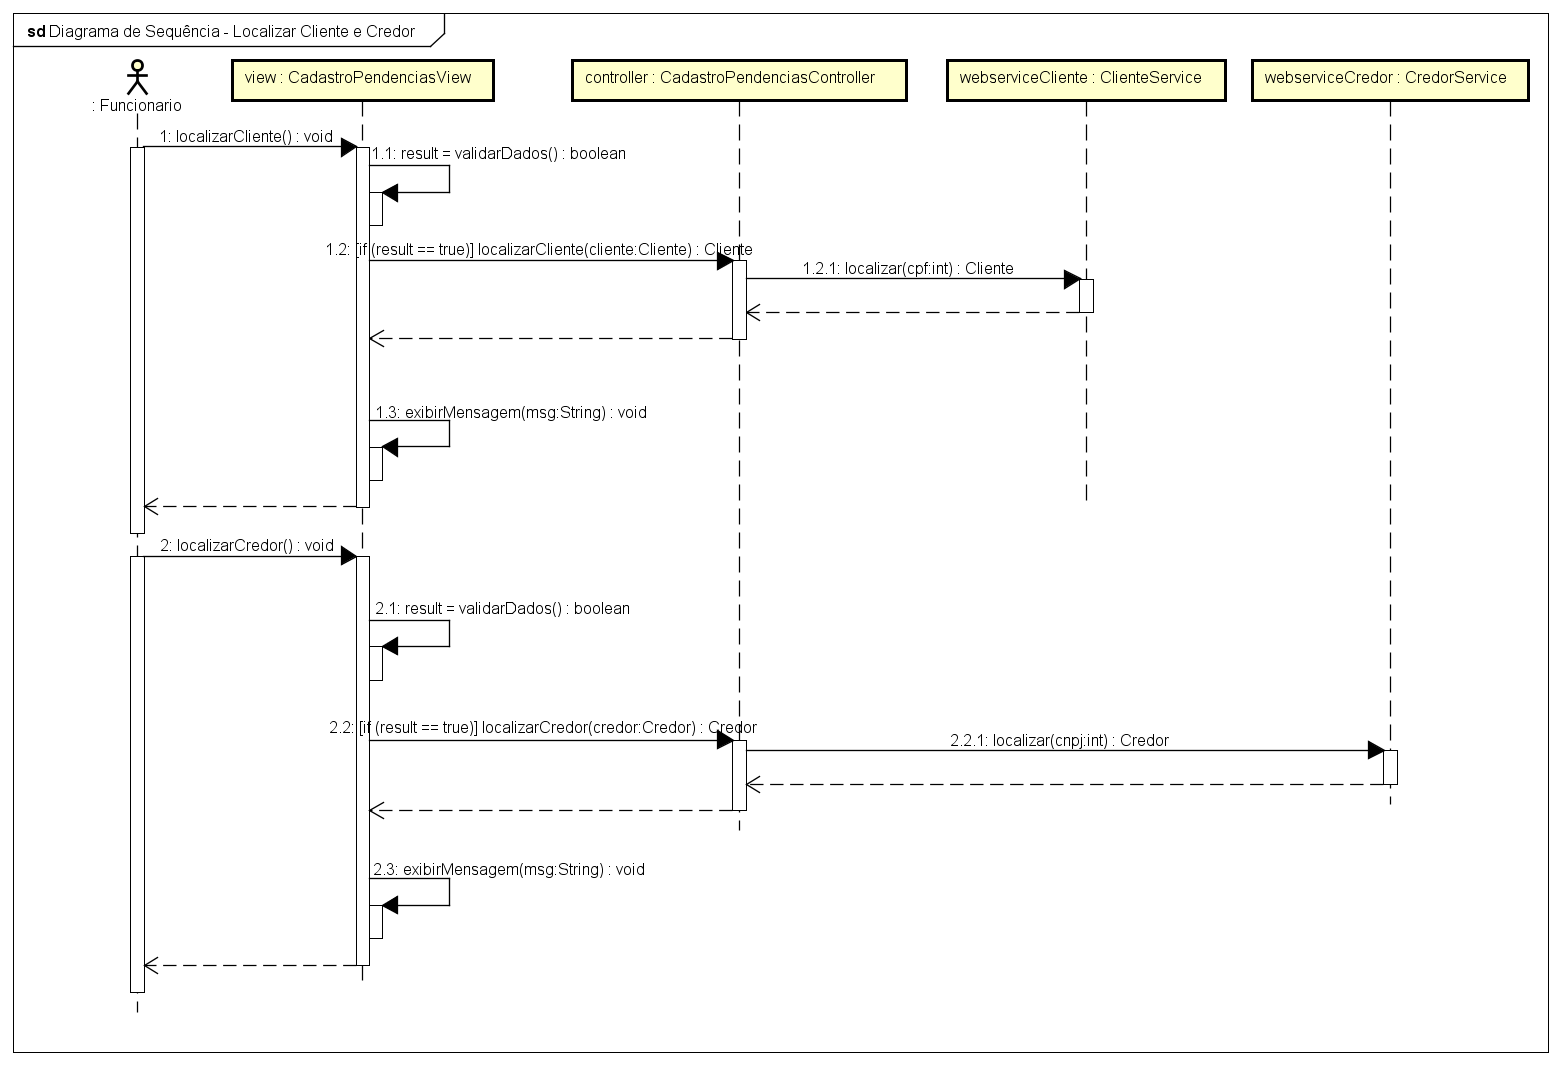 sd Diagrama de Sequência - Localizar Cliente e Credor
: Funcionario
view : CadastroPendenciasView
controller : CadastroPendenciasController
webserviceCliente : ClienteService
webserviceCredor : CredorService
1: localizarCliente() : void
1.1: result = validarDados() : boolean
1.2: [if (result == true)] localizarCliente(cliente:Cliente) : Cliente
1.2.1: localizar(cpf:int) : Cliente
1.3: exibirMensagem(msg:String) : void
2: localizarCredor() : void
2.1: result = validarDados() : boolean
2.2: [if (result == true)] localizarCredor(credor:Credor) : Credor
2.2.1: localizar(cnpj:int) : Credor
2.3: exibirMensagem(msg:String) : void